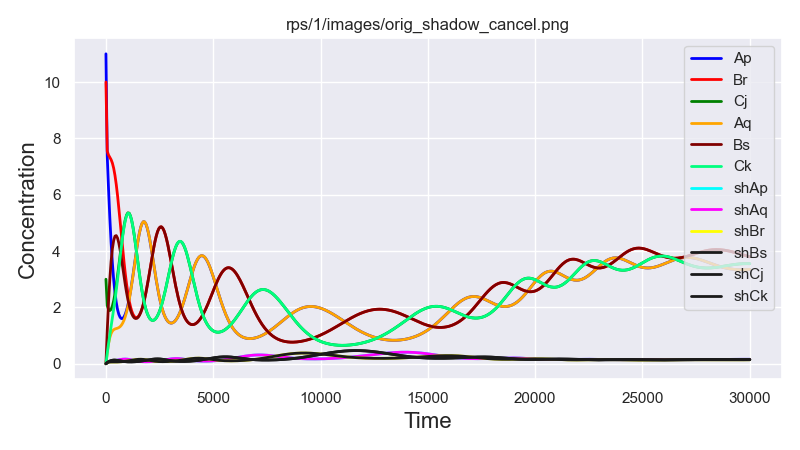 rps/1/images/orig_shadow_cancel.png
Concentration
10
8
6
4
2
0
0
5000
10000
15000
20000
25000
30000
Time
Ap
Br
Cj
Aq
Bs
Ck
shAp
shAq
shBr
shBs
shCj
shCk